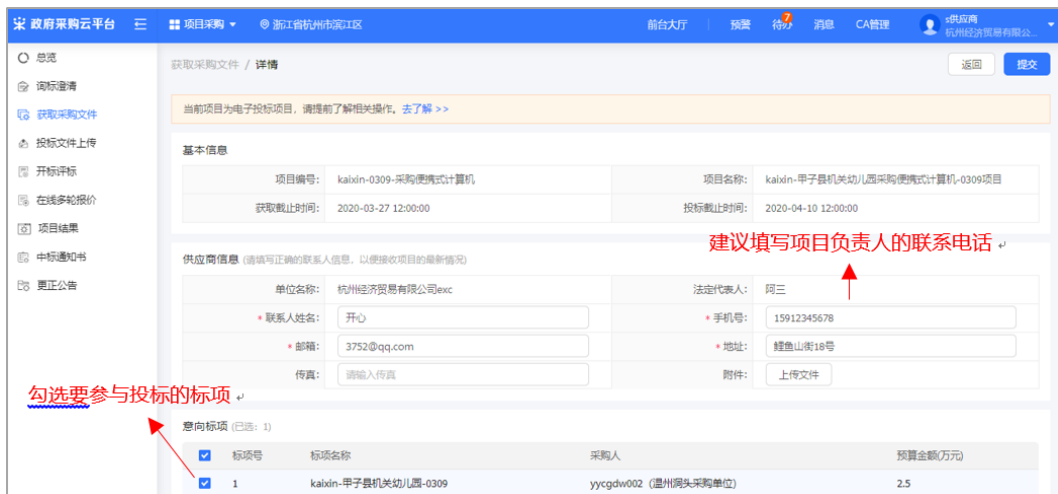 政府采购云平台 项目采购 浙江省杭州市滨江区 前台大厅 预警 待办 7 消息 CA管理 s供应商
杭州经济贸易有限公...
总览
询标澄清
获取采购文件
投标文件上传
开标评标
在线多轮报价
项目结果
中标通知书
更正公告
获取采购文件 / 详情 返回 提交
当前项目为电子投标项目，请提前了解相关操作。去了解 >>
基本信息
项目编号: kaixin-0309-采购便携式计算机 项目名称: kaixin-甲子县机关幼儿园采购便携式计算机-0309项目
获取截止时间: 2020-03-27 12:00:00 投标截止时间: 2020-04-10 12:00:00
建议填写项目负责人的联系电话
供应商信息 (请填写正确的联系人信息，以便接收项目的最新情况)
单位名称: 杭州经济贸易有限公司exc 法定代表人: 阿三
* 联系人姓名: 开心 * 手机号: 15912345678
* 邮箱: 3752@qq.com * 地址: 鲤鱼山街18号
传真: 请输入传真 附件: 上传文件
勾选要参与投标的标项
意向标项 (已选: 1)
标项号 标项名称 采购人 预算金额(万元)
1 kaixin-甲子县机关幼儿园-0309 yycgdw002（温州洞头采购单位） 2.5